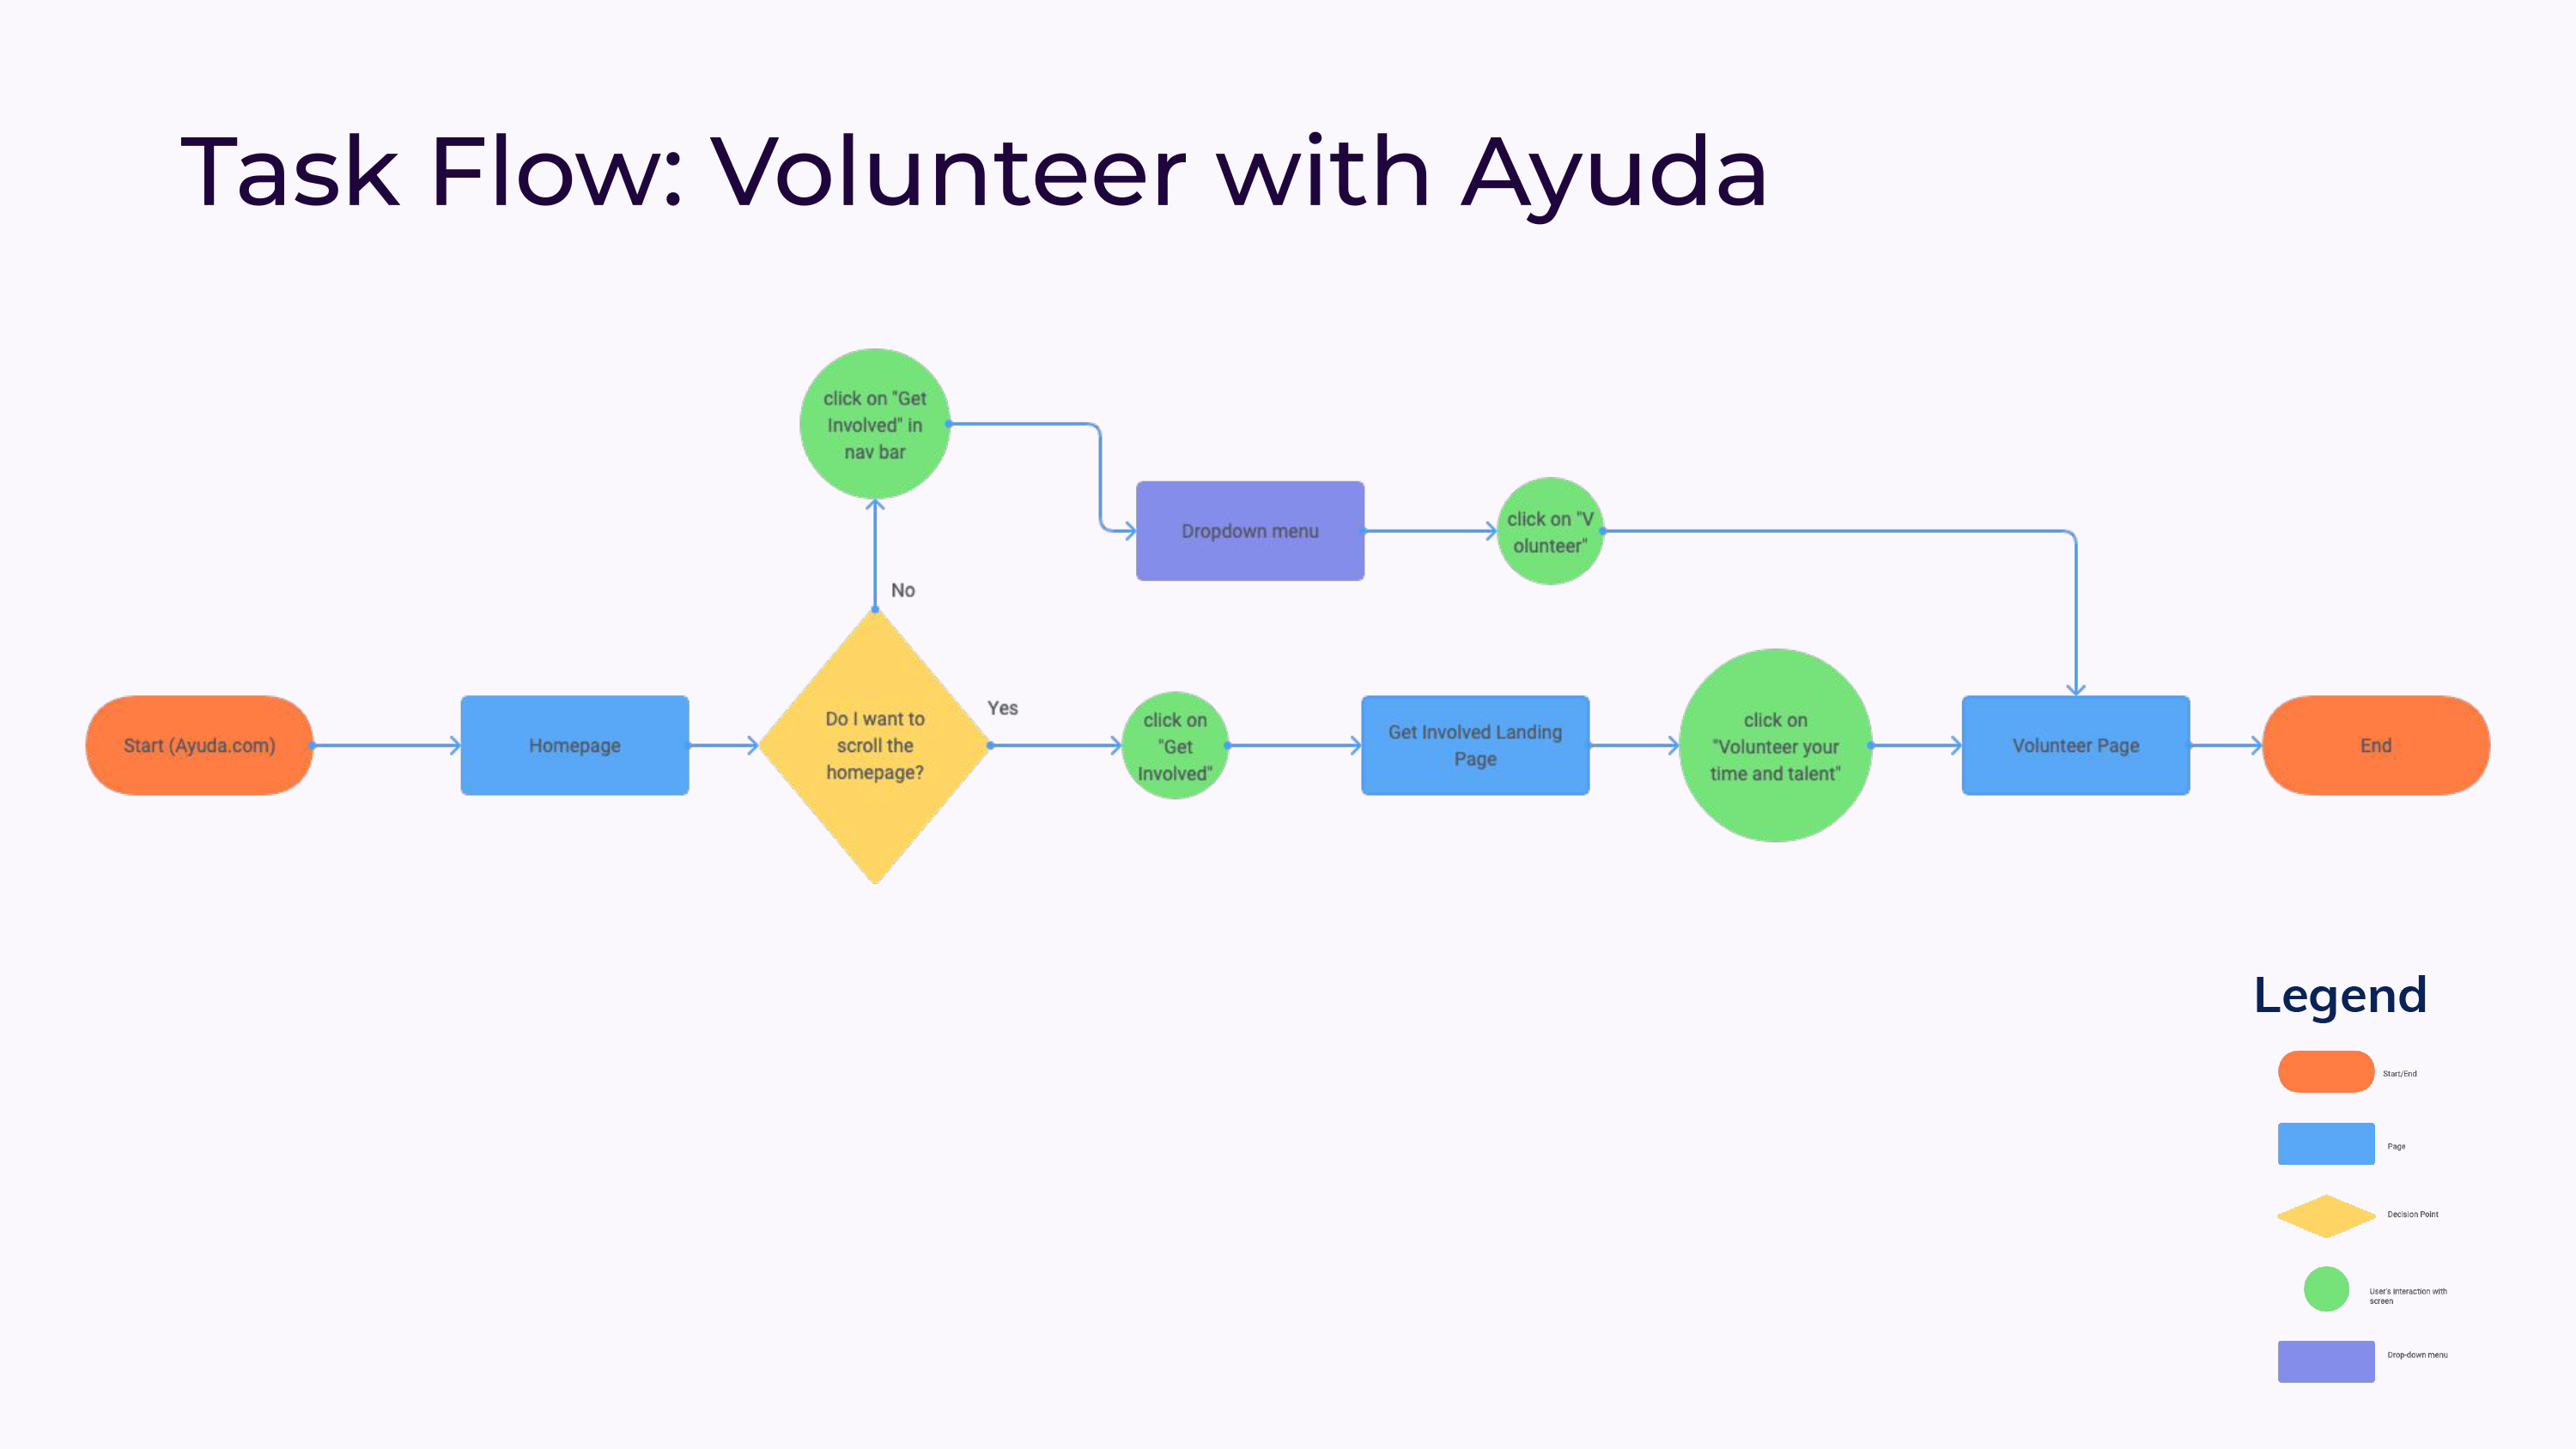 Task Flow: Volunteer with Ayuda
click on "Get
Involved" in
nav bar
Dropdown menu
click on "V
olunteer"
No
Yes
Start (Ayuda.com)
Homepage
Do I want to
scroll the
homepage?
click on
"Get
Involved"
Get Involved Landing
Page
click on
"Volunteer your
time and talent"
Volunteer Page
End
Legend
Start/End
Page
Decision Point
User's interaction with
screen
Drop-down menu